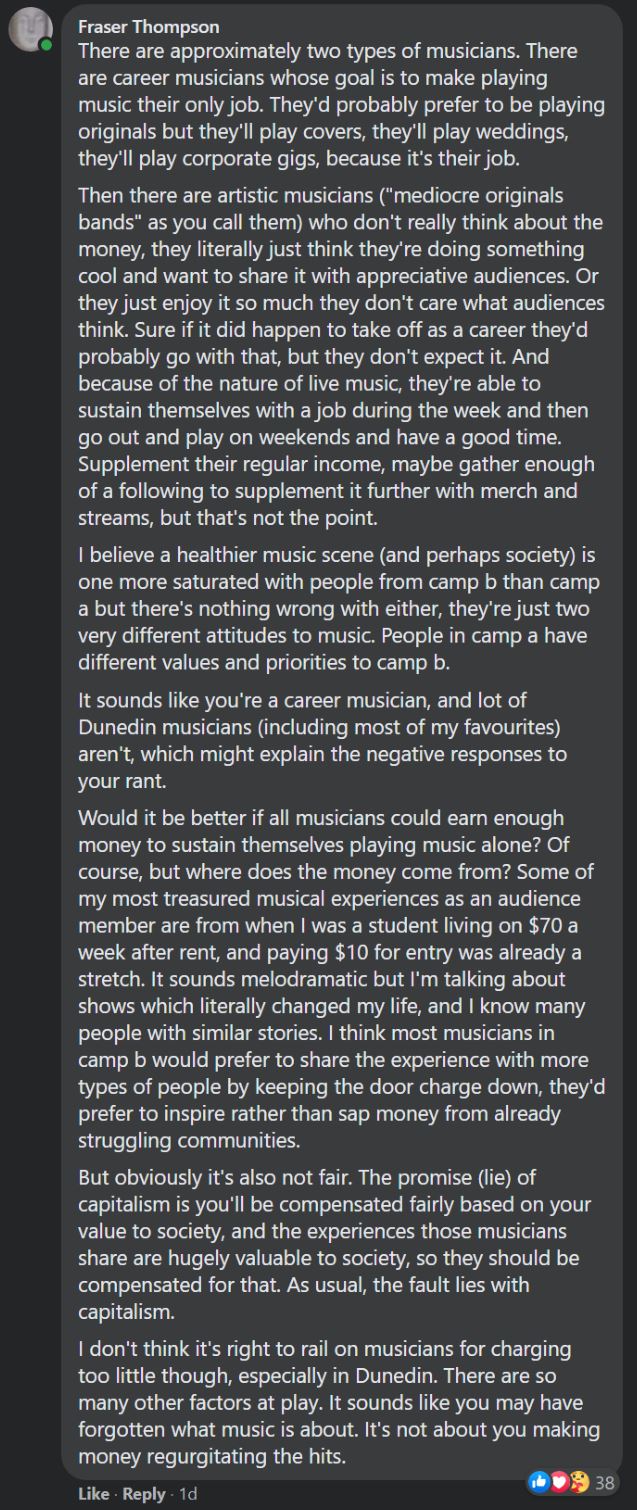 Fraser Thompson
There are approximately two types of musicians. There
are career musicians whose goal is to make playing
music their only job. They'd probably prefer to be playing
originals but they'll play covers, they'll play weddings,
they'll play corporate gigs, because it's their job.
Then there are artistic musicians ("mediocre originals
bands" as you call them) who don't really think about the
money, they literally just think they're doing something
cool and want to share it with appreciative audiences. Or
they just enjoy it so much they don't care what audiences
think. Sure if it did happen to take off as a career they'd
probably go with that, but they don't expect it. And
because of the nature of live music, they're able to
sustain themselves with a job during the week and then
go out and play on weekends and have a good time.
Supplement their regular income, maybe gather enough
of a following to supplement it further with merch and
streams, but that's not the point.
I believe a healthier music scene (and perhaps society) is
one more saturated with people from camp b than camp
a but there's nothing wrong with either, they're just two
very different attitudes to music. People in camp a have
different values and priorities to camp b.
It sounds like you're a career musician, and lot of
Dunedin musicians (including most of my favourites)
aren't, which might explain the negative responses to
your rant.
Would it be better if all musicians could earn enough
money to sustain themselves playing music alone? Of
course, but where does the money come from? Some of
my most treasured musical experiences as an audience
member are from when I was a student living on $70 a
week after rent, and paying $10 for entry was already a
stretch. It sounds melodramatic but I'm talking about
shows which literally changed my life, and I know many
people with similar stories. I think most musicians in
camp b would prefer to share the experience with more
types of people by keeping the door charge down, they'd
prefer to inspire rather than sap money from already
struggling communities.
But obviously it's also not fair. The promise (lie) of
capitalism is you'll be compensated fairly based on your
value to society, and the experiences those musicians
share are hugely valuable to society, so they should be
compensated for that. As usual, the fault lies with
capitalism.
I don't think it's right to rail on musicians for charging
too little though, especially in Dunedin. There are so
many other factors at play. It sounds like you may have
forgotten what music is about. It's not about you making
money regurgitating the hits.
38
Like · Reply · 1d